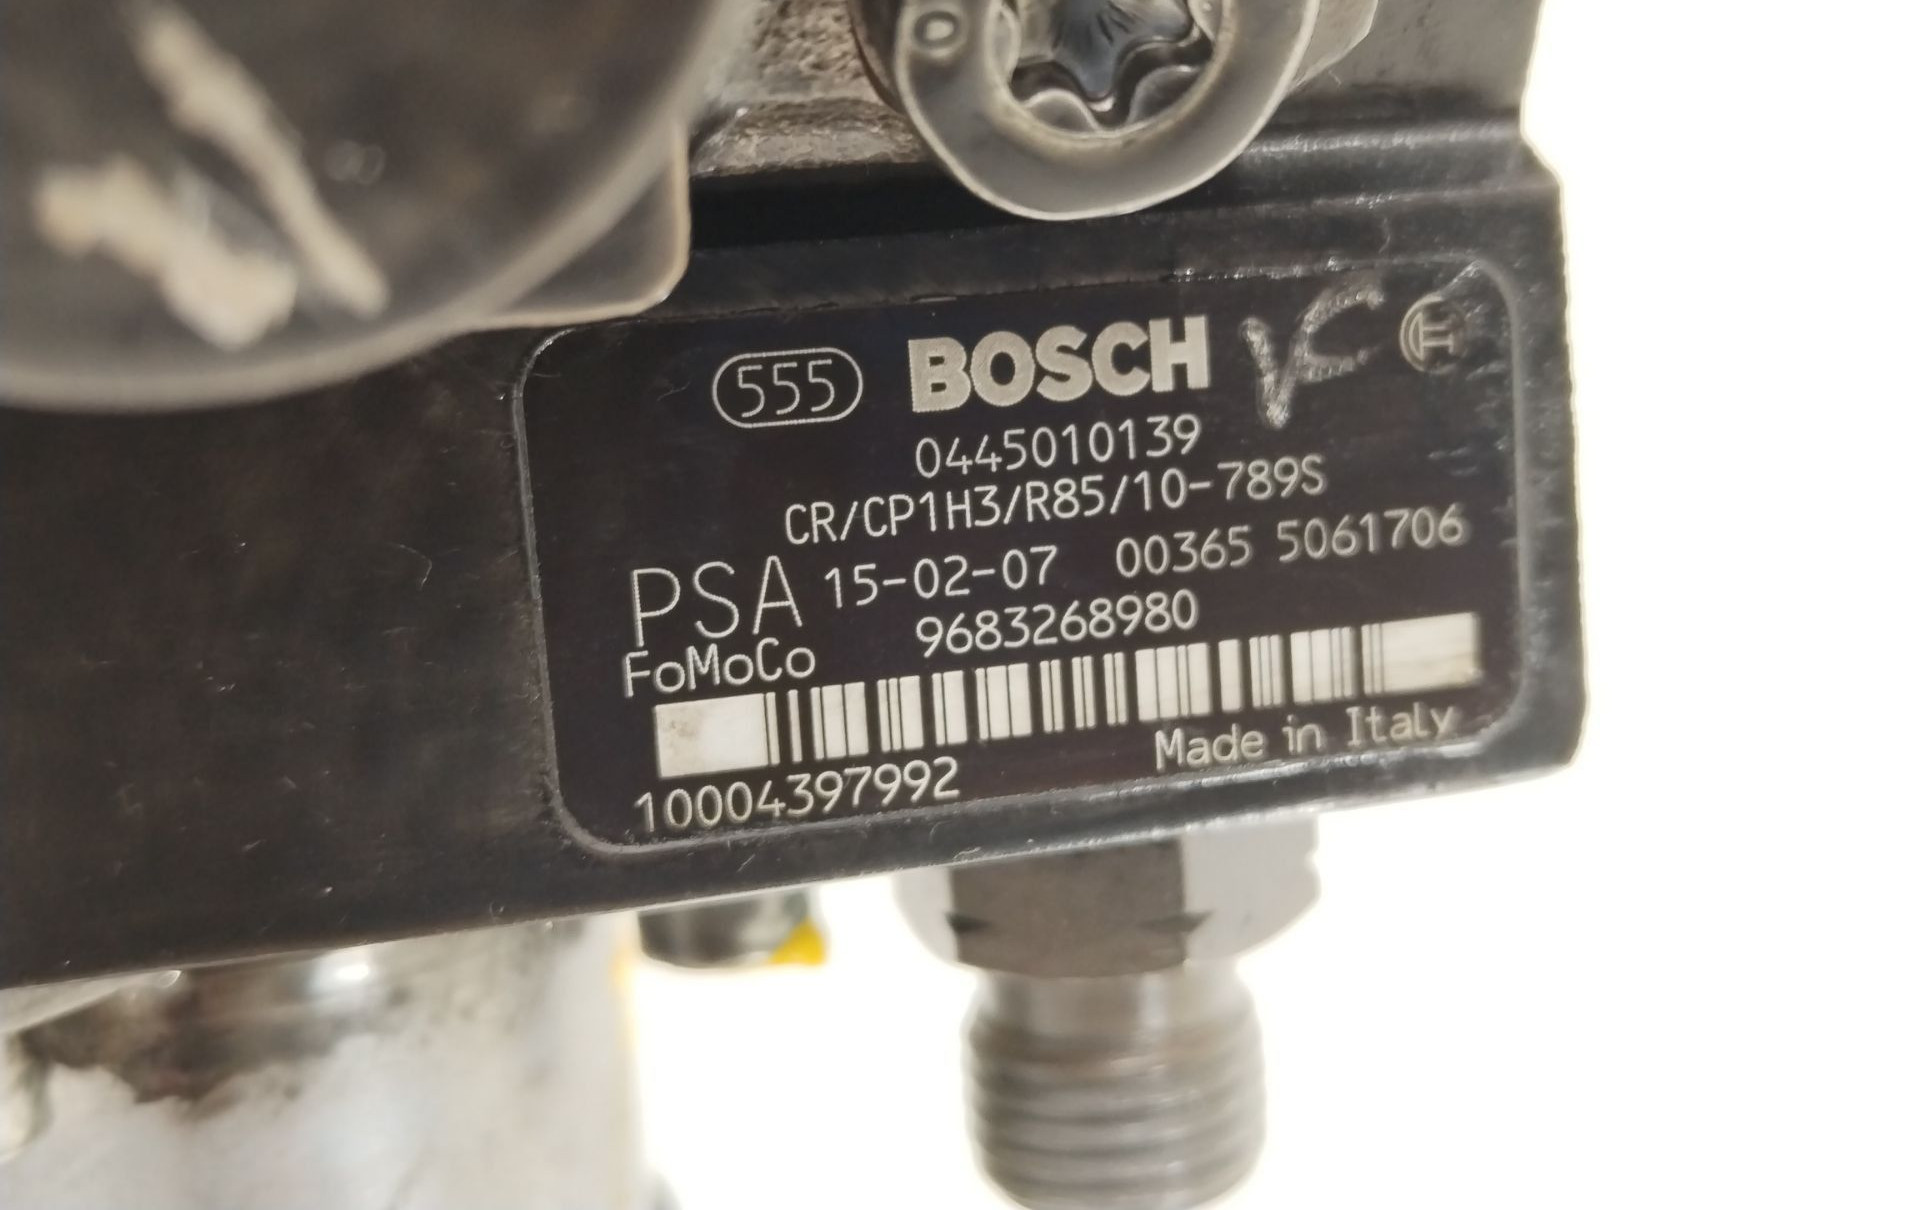 555 BOSCH VC
0445010139
CR/CP1H3/R85/10-789S
PSA 15-02-07 00365 5061706
FoMoCo 9683268980
Made in Italy
10004397992